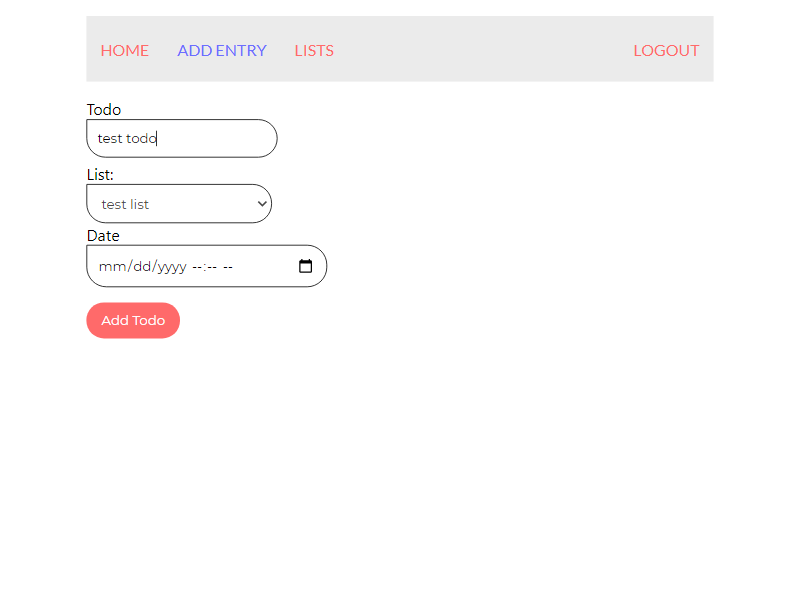 HOME ADD ENTRY LISTS LOGOUT
Todo
test todo
List:
test list
Date
mm/dd/yyyy --:-- --
Add Todo